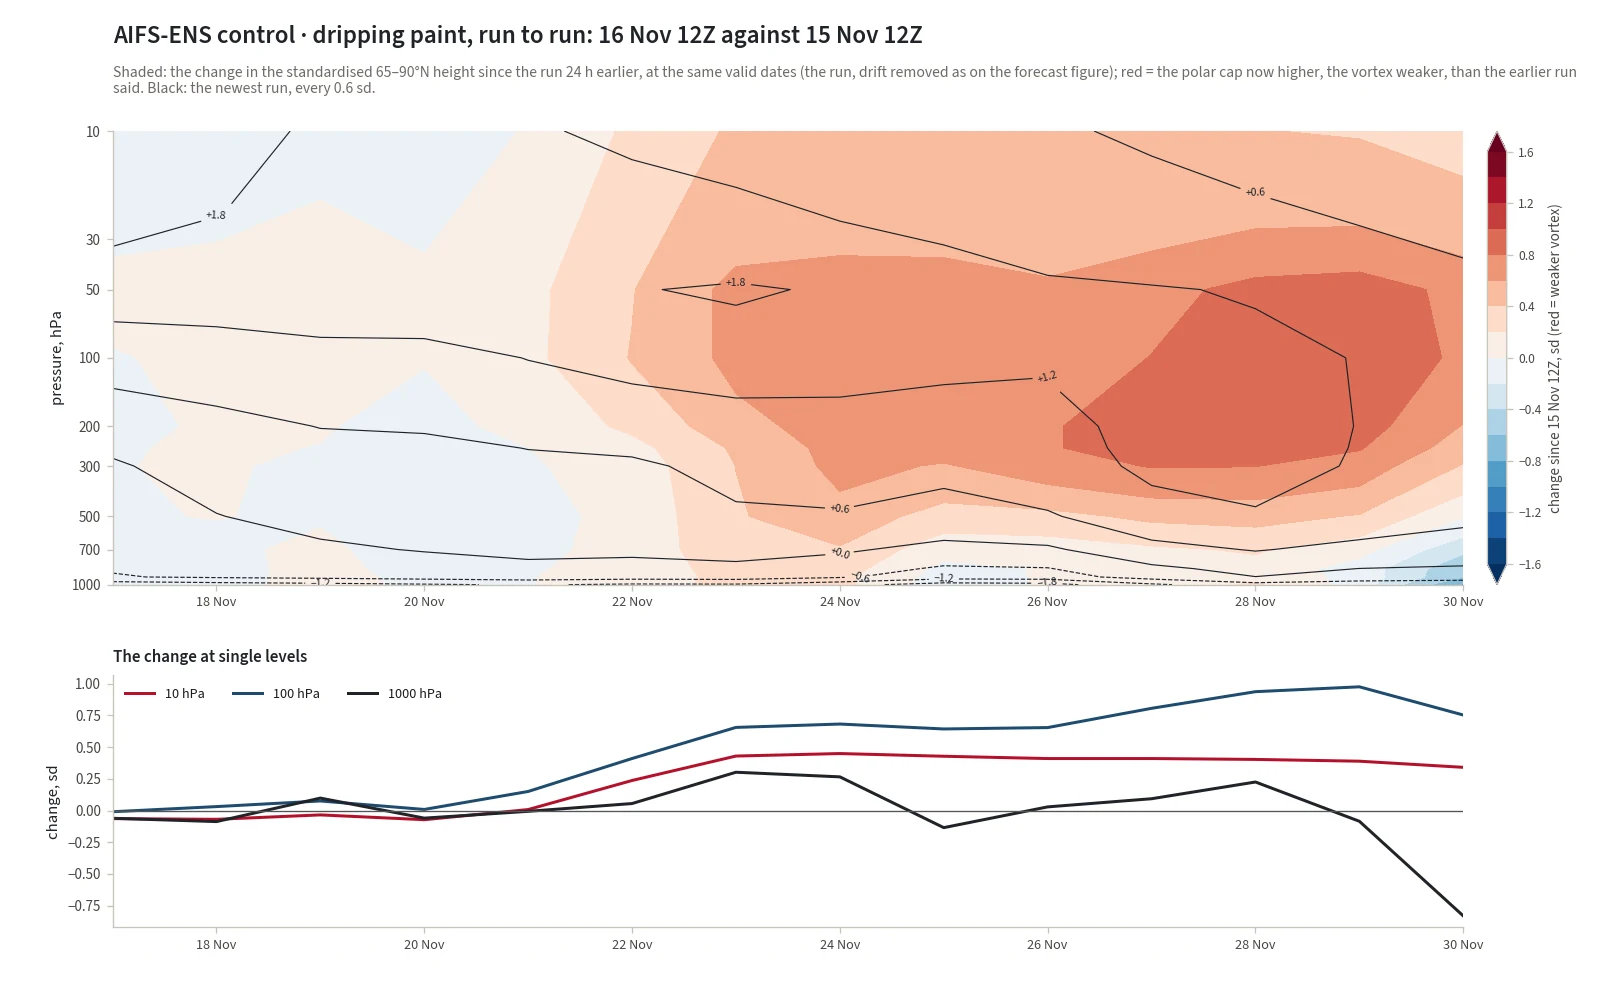 AIFS-ENS control · dripping paint, run to run: 16 Nov 12Z against 15 Nov 12Z
Shaded: the change in the standardised 65–90°N height since the run 24 h earlier, at the same valid dates (the run, drift removed as on the forecast figure); red = the polar cap now higher, the vortex weaker, than the earlier run
said. Black: the newest run, every 0.6 sd.
pressure, hPa
10
30
50
100
200
300
500
700
1000
+1.8
+0.6
+1.8
+1.2
+0.6
+0.0
−0.6
−1.2
−1.8
18 Nov
20 Nov
22 Nov
24 Nov
26 Nov
28 Nov
30 Nov
1.6
1.2
0.8
0.4
0.0
−0.4
−0.8
−1.2
−1.6
change since 15 Nov 12Z, sd (red = weaker vortex)
The change at single levels
10 hPa
100 hPa
1000 hPa
change, sd
1.00
0.75
0.50
0.25
0.00
−0.25
−0.50
−0.75
18 Nov
20 Nov
22 Nov
24 Nov
26 Nov
28 Nov
30 Nov